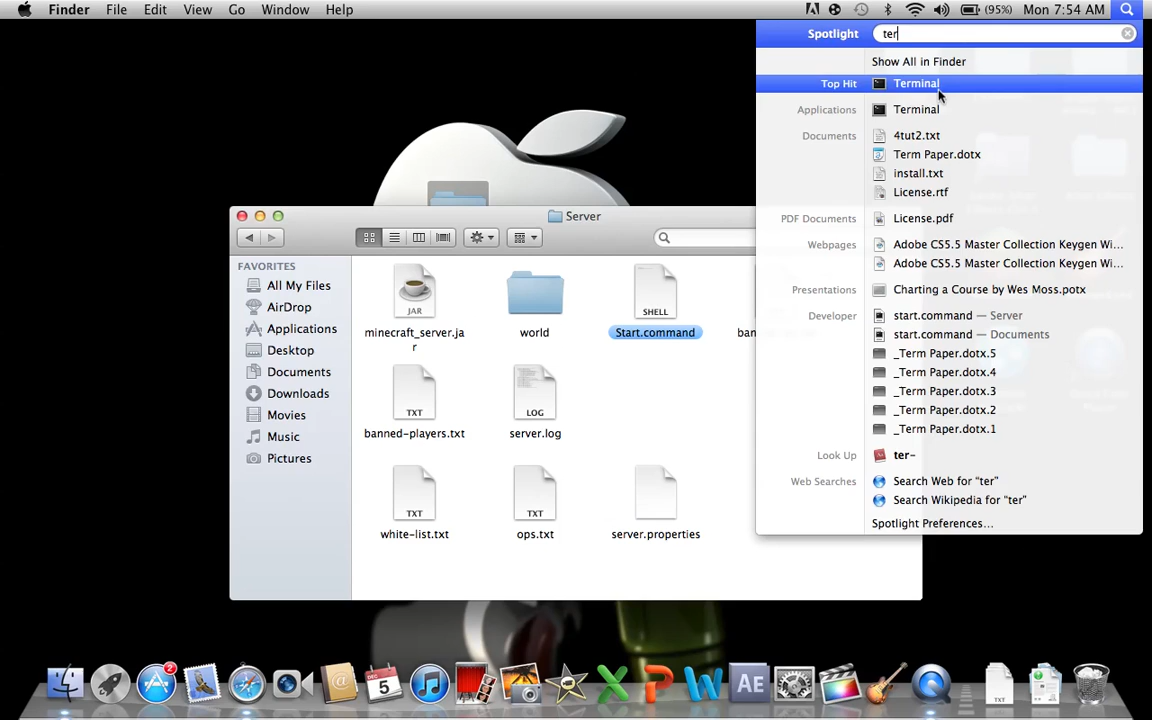 Finder File Edit View Go Window Help
(95%) Mon 7:54 AM
Spotlight ter
Show All in Finder
Top Hit Terminal
Applications Terminal
Documents 4tut2.txt
Term Paper.dotx
install.txt
License.rtf
PDF Documents License.pdf
Webpages Adobe CS5.5 Master Collection Keygen Wi...
Adobe CS5.5 Master Collection Keygen Wi...
Presentations Charting a Course by Wes Moss.potx
Developer start.command — Server
start.command — Documents
_Term Paper.dotx.5
_Term Paper.dotx.4
_Term Paper.dotx.3
_Term Paper.dotx.2
_Term Paper.dotx.1
Look Up ter-
Web Searches Search Web for “ter”
Search Wikipedia for “ter”
Spotlight Preferences...
Server
FAVORITES
All My Files
AirDrop
Applications
Desktop
Documents
Downloads
Movies
Music
Pictures
JAR
minecraft_server.ja
r
world
SHELL
Start.command
ban
TXT
banned-players.txt
LOG
server.log
TXT
white-list.txt
TXT
ops.txt
server.properties
2
DEC
5
X
P
W
AE
TXT